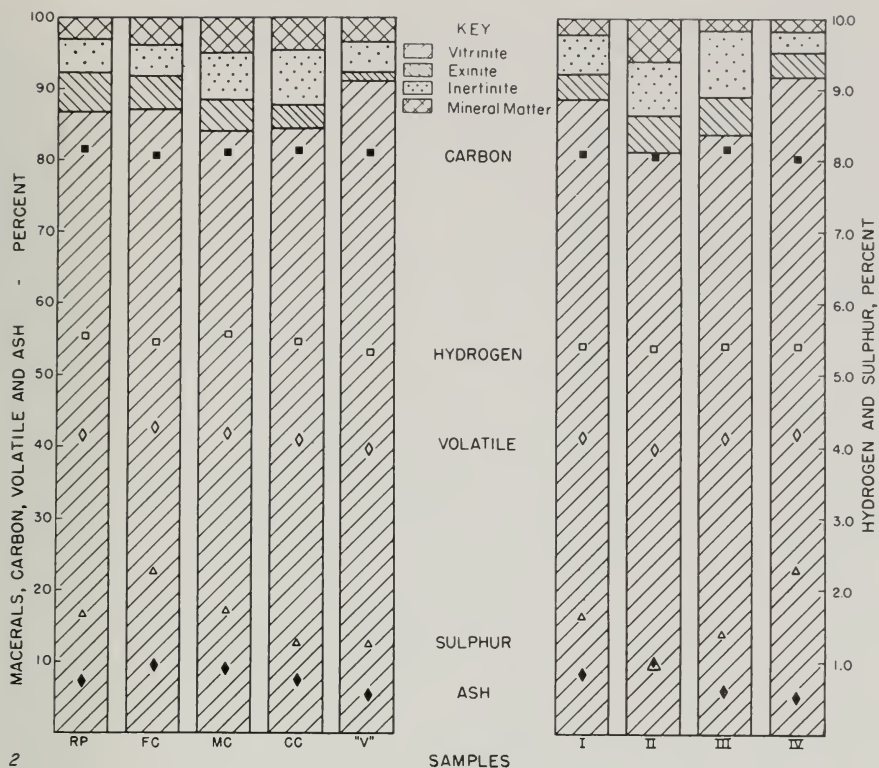 KEY
Vitrinite
Exinite
Inertinite
Mineral Matter
MACERALS, CARBON, VOLATILE AND ASH - PERCENT
100
90
80
70
60
50
40
30
20
10
CARBON
HYDROGEN
VOLATILE
SULPHUR
ASH
10.0
9.0
8.0
7.0
6.0
5.0
4.0
3.0
2.0
1.0
HYDROGEN AND SULPHUR, PERCENT
RP FC MC CC "V" I II III IV
SAMPLES
2